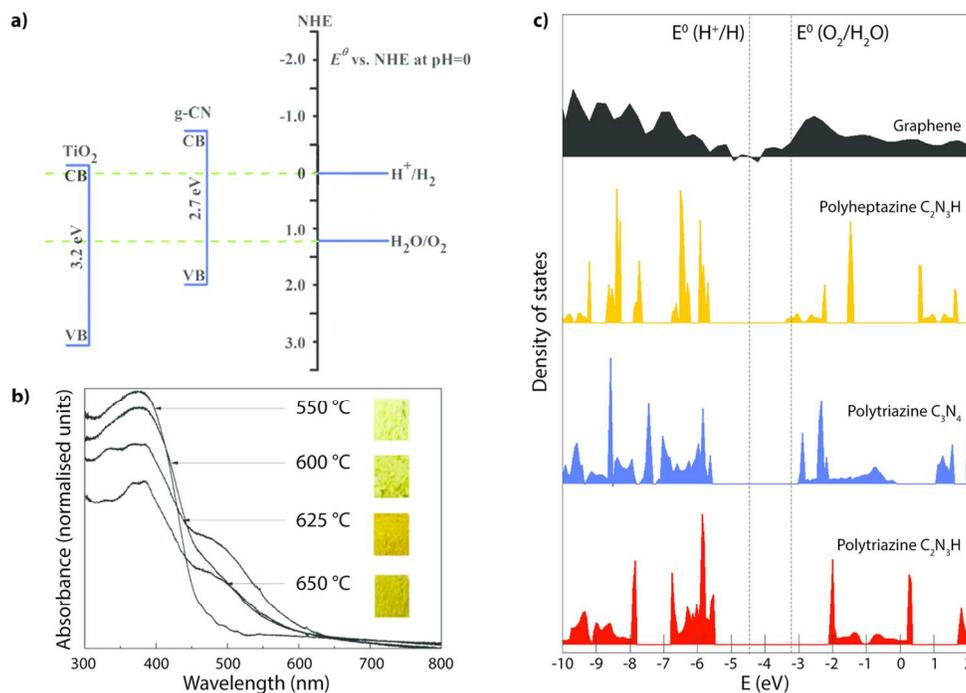 a)
NHE
E^θ vs. NHE at pH=0
-2.0
g-CN
-1.0
CB
TiO₂
CB
0
H⁺/H₂
2.7 eV
3.2 eV
1.0
H₂O/O₂
VB
2.0
VB
3.0
b)
Absorbance (normalised units)
550 °C
600 °C
625 °C
650 °C
300
400
500
600
700
800
Wavelength (nm)
c)
E⁰ (H⁺/H)
E⁰ (O₂/H₂O)
Graphene
Polyheptazine C₂N₃H
Density of states
Polytriazine C₃N₄
Polytriazine C₂N₃H
-10
-9
-8
-7
-6
-5
-4
-3
-2
-1
0
1
2
E (eV)